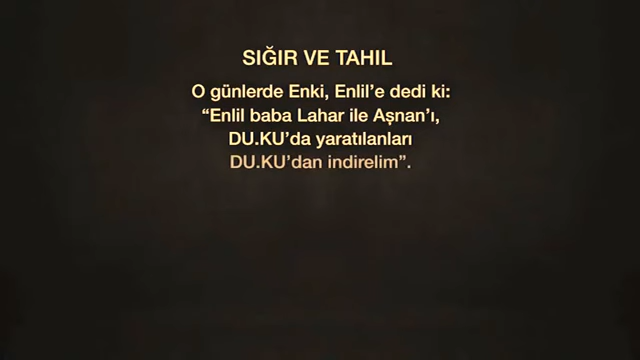 SIĞIR VE TAHIL
O günlerde Enki, Enlil’e dedi ki:
“Enlil baba Lahar ile Aşnan’ı,
DU.KU’da yaratılanları
DU.KU’dan indirelim”.